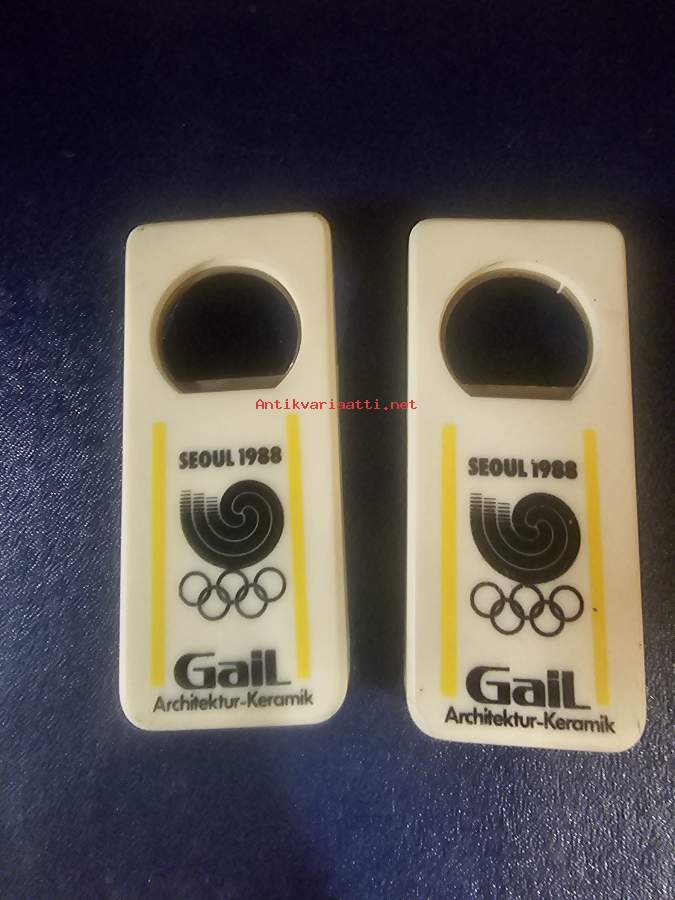 Antikvariaatti.net
SEOUL 1988
GaiL
Architektur-Keramik
SEOUL 1988
GaiL
Architektur-Keramik